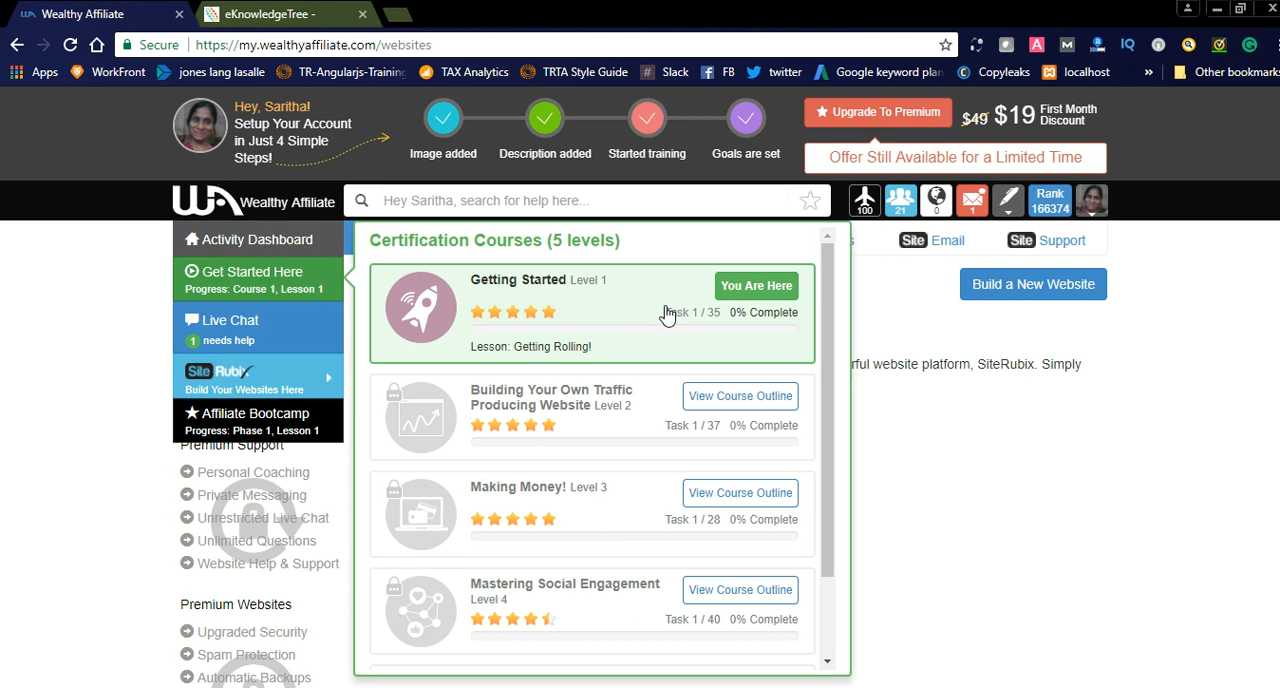 Wealthy Affiliate
eKnowledgeTree -
Secure
https://my.wealthyaffiliate.com/websites
Apps
WorkFront
jones lang lasalle
TR-Angularjs-Training
TAX Analytics
TRTA Style Guide
Slack
FB
twitter
Google keyword plan
Copyleaks
localhost
»
Other bookmarks
Hey, Saritha!
Setup Your Account
in Just 4 Simple
Steps!
Image added
Description added
Started training
Goals are set
Upgrade To Premium
$49 $19 First Month
Discount
Offer Still Available for a Limited Time
WA Wealthy Affiliate
Hey Saritha, search for help here...
100
21
0
1
Rank
166374
Activity Dashboard
Get Started Here
Progress: Course 1, Lesson 1
Live Chat
1 needs help
Site Rubix
Build Your Websites Here
Affiliate Bootcamp
Progress: Phase 1, Lesson 1
Premium Support
Personal Coaching
Private Messaging
Unrestricted Live Chat
Unlimited Questions
Website Help & Support
Premium Websites
Upgraded Security
Spam Protection
Automatic Backups
Certification Courses (5 levels)
Getting Started Level 1
You Are Here
Task 1 / 35 0% Complete
Lesson: Getting Rolling!
Building Your Own Traffic
Producing Website Level 2
View Course Outline
Task 1 / 37 0% Complete
Making Money! Level 3
View Course Outline
Task 1 / 28 0% Complete
Mastering Social Engagement
Level 4
View Course Outline
Task 1 / 40 0% Complete
s
Site Email
Site Support
Build a New Website
rful website platform, SiteRubix. Simply